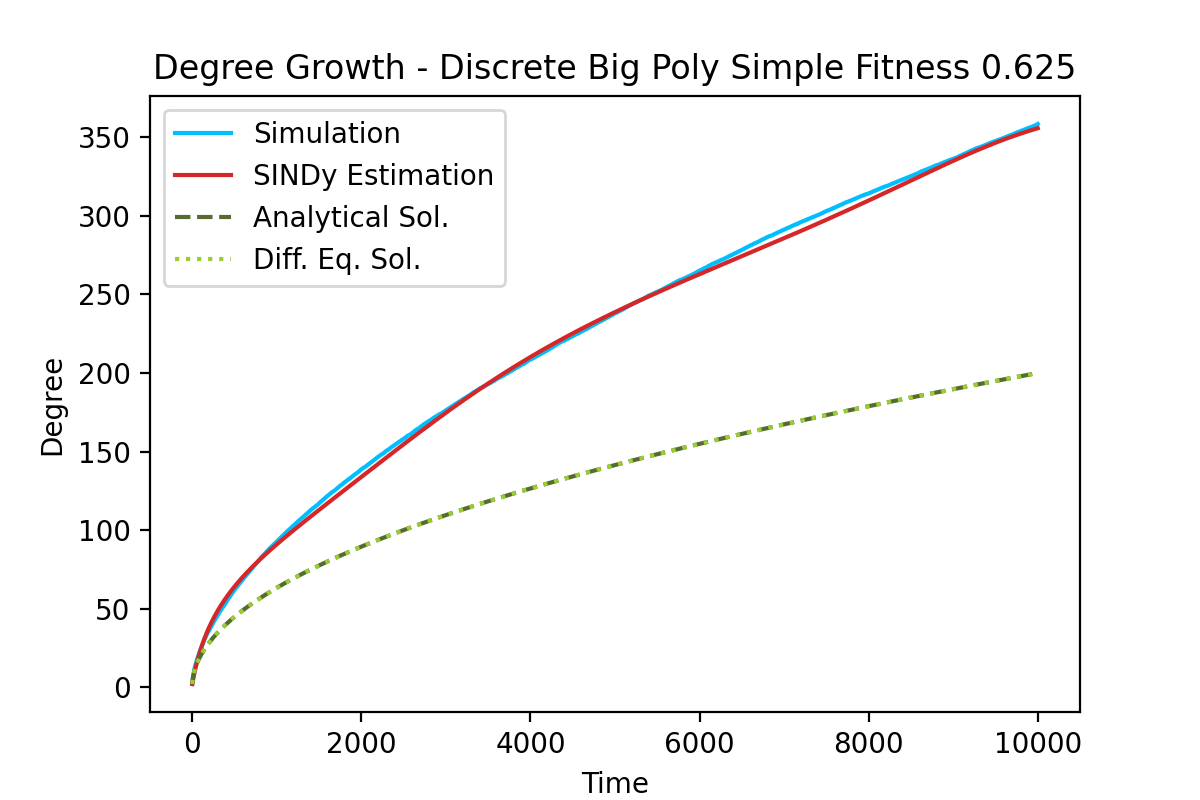 Degree Growth - Discrete Big Poly Simple Fitness 0.625
Simulation
SINDy Estimation
Analytical Sol.
Diff. Eq. Sol.
350
300
250
200
150
100
50
0
Degree
0 2000 4000 6000 8000 10000
Time